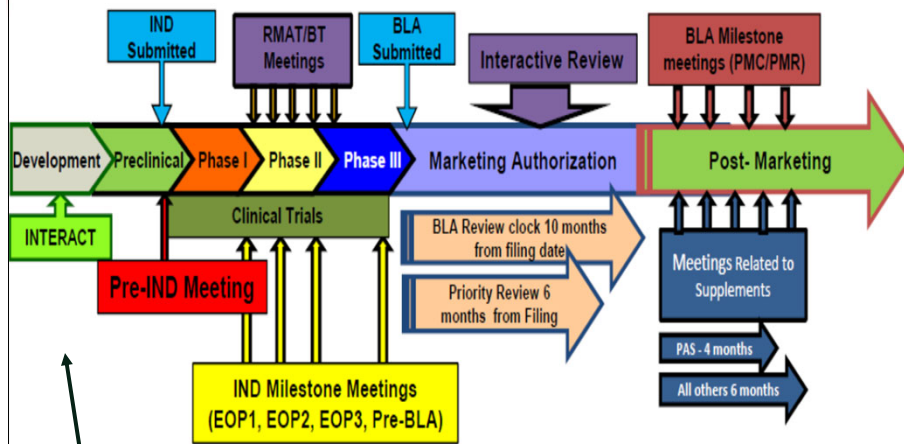 IND
Submitted
RMAT/BT
Meetings
BLA
Submitted
Interactive Review
BLA Milestone
meetings (PMC/PMR)
Development
Preclinical
Phase I
Phase II
Phase III
Marketing Authorization
Post- Marketing
INTERACT
Clinical Trials
Pre-IND Meeting
BLA Review clock 10 months
from filing date
Priority Review 6
months from Filing
Meetings Related to
Supplements
IND Milestone Meetings
(EOP1, EOP2, EOP3, Pre-BLA)
PAS - 4 months
All others 6 months